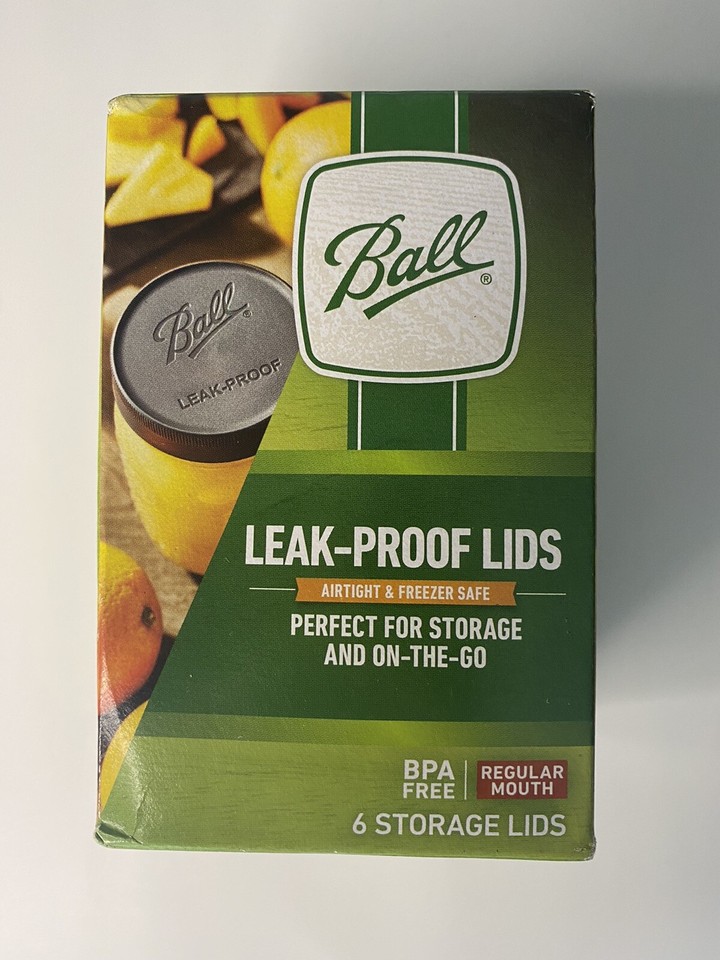 Ball®
Ball®
LEAK-PROOF
LEAK-PROOF LIDS
AIRTIGHT & FREEZER SAFE
PERFECT FOR STORAGE
AND ON-THE-GO
BPA
FREE
REGULAR
MOUTH
6 STORAGE LIDS